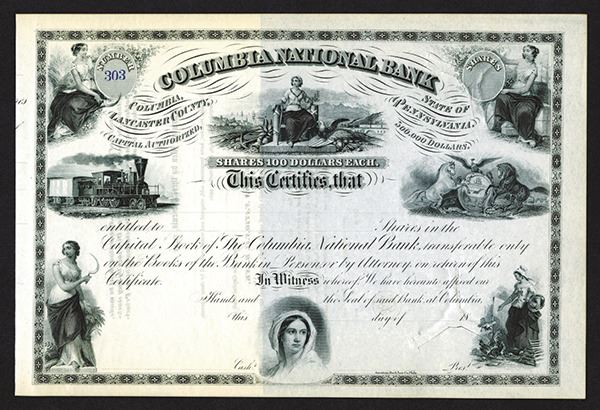 NUMBER
303
COLUMBIA NATIONAL BANK
SHARES
COLUMBIA,
LANCASTER COUNTY,
CAPITAL AUTHORIZED,
STATE OF
PENNSYLVANIA,
500,000 DOLLARS.
SHARES 100 DOLLARS EACH.
This Certifies, that
entitled to Shares in the
Capital Stock of The Columbia National Bank, transferable only
on the Books of the Bank in Person or by Attorney on return of this
Certificate. In Witness whereof We have hereunto affixed our
Hands and the Seal of said Bank at Columbia,
this day of 18
Cash. Prest.